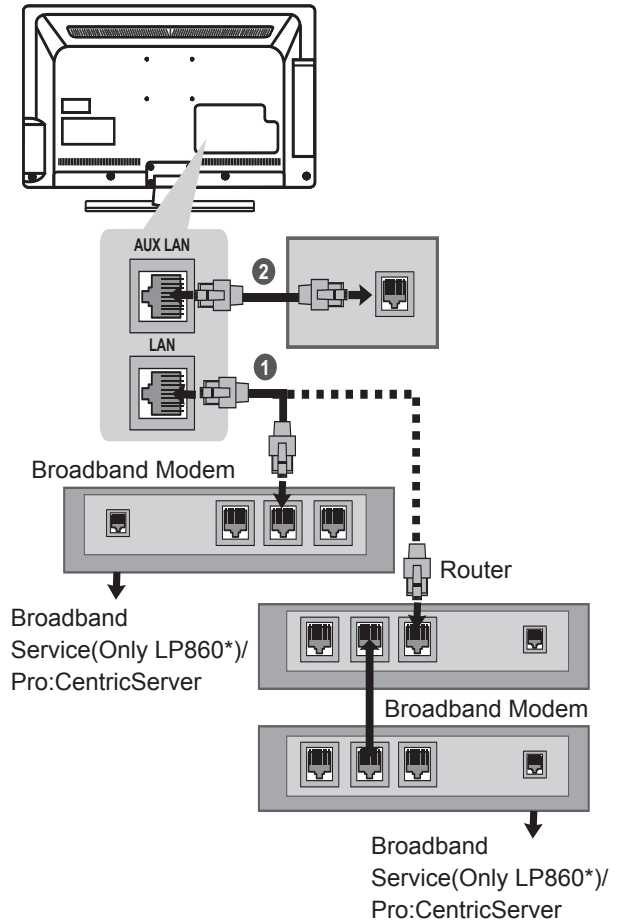 AUX LAN
2
LAN
1
Broadband Modem
Broadband
Service(Only LP860*)/
Pro:CentricServer
Router
Broadband Modem
Broadband
Service(Only LP860*)/
Pro:CentricServer